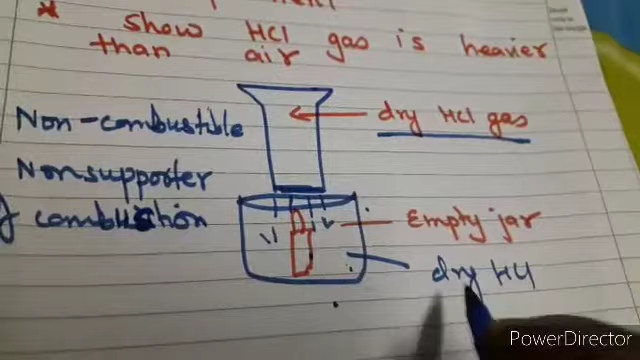 * show HCl gas is heavier
than air
dry HCl gas
Non-combustible
Nonsupporter
combustion
Empty jar
dry HCl
PowerDirector